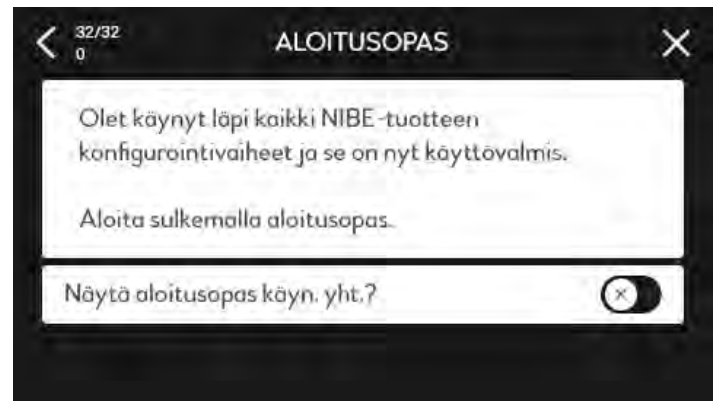 32/32
0
ALOITUSOPAS
Olet käynyt läpi kaikki NIBE-tuotteen
konfigurointivaiheet ja se on nyt käyttövalmis.
Aloita sulkemalla aloitusopas.
Näytä aloitusopas käyn. yht.?